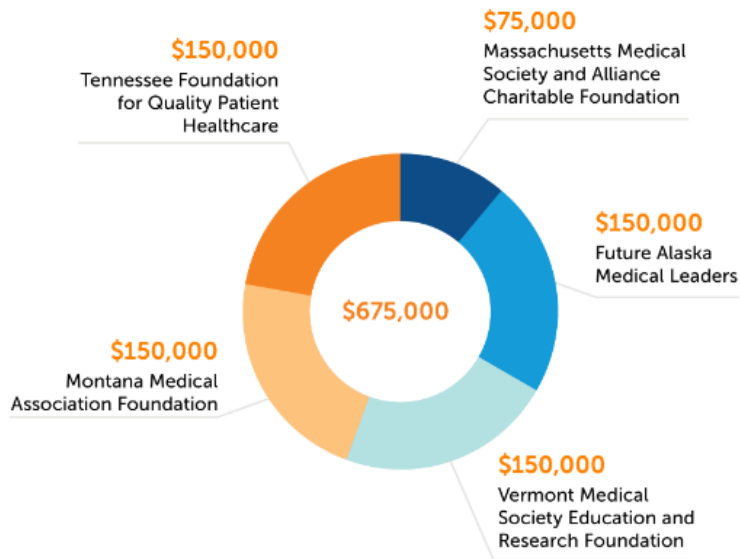 $150,000
Tennessee Foundation
for Quality Patient
Healthcare
$75,000
Massachusetts Medical
Society and Alliance
Charitable Foundation
$150,000
Future Alaska
Medical Leaders
$675,000
$150,000
Montana Medical
Association Foundation
$150,000
Vermont Medical
Society Education and
Research Foundation